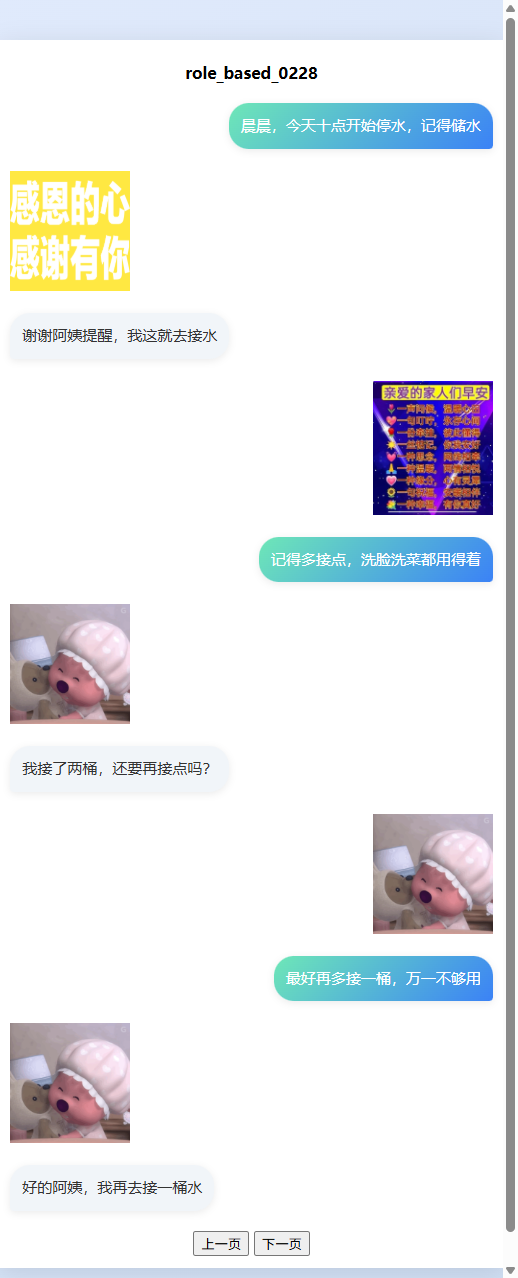 role_based_0228
晨晨，今天十点开始停水，记得储水
感恩的心
感谢有你
谢谢阿姨提醒，我这就去接水
亲爱的家人们早安
记得多接点，洗脸洗菜都用得着
我接了两桶，还要再接点吗？
最好再多接一桶，万一不够用
好的阿姨，我再去接一桶水
上一页 下一页